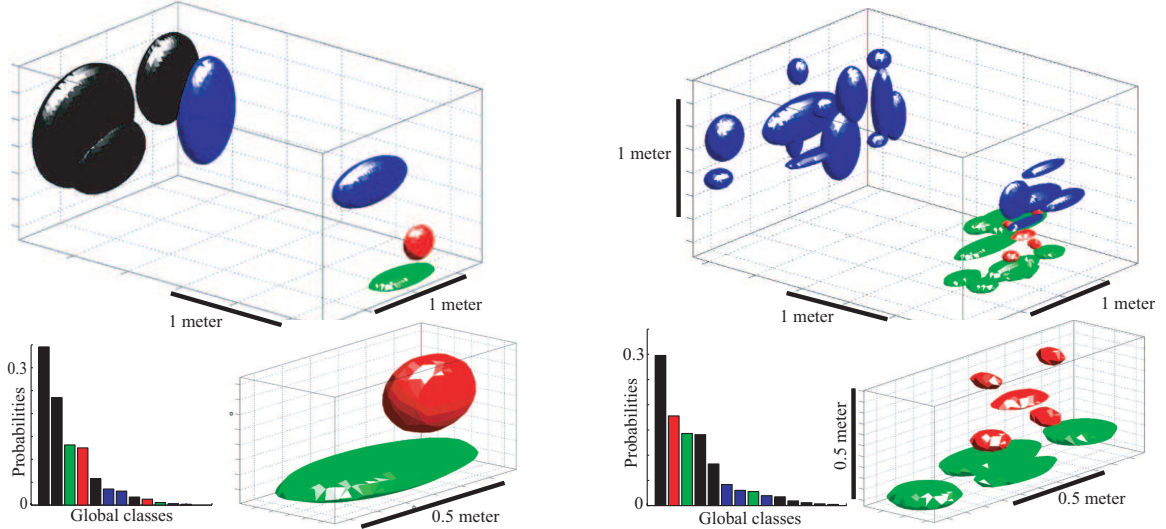 1 meter
1 meter
1 meter
1 meter
1 meter
0.3
0
Probabilities
Global classes
0.5 meter
0.3
0
Probabilities
Global classes
0.5 meter
0.5 meter